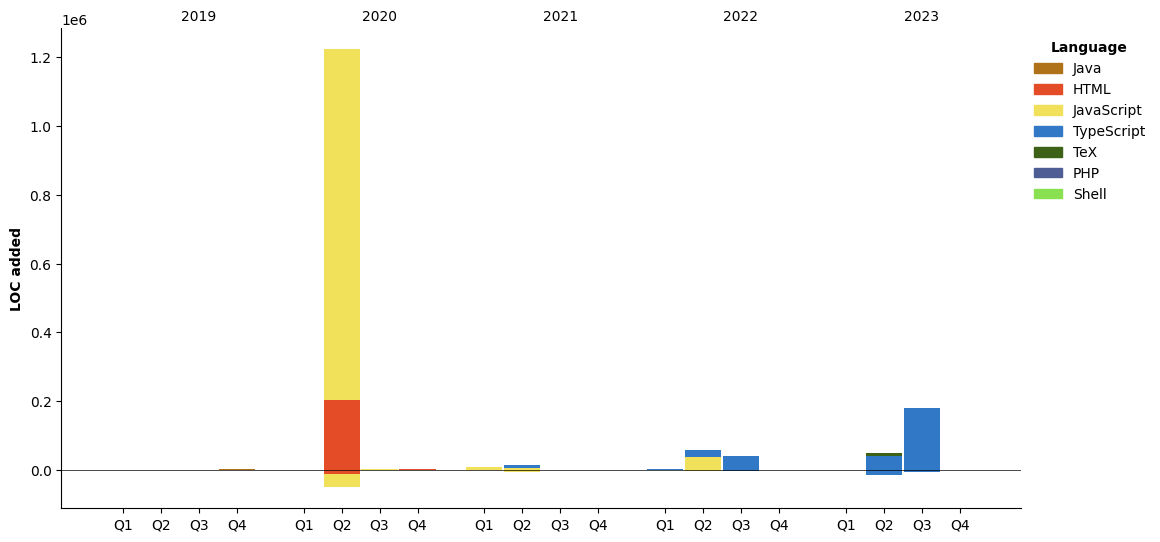 2019 2020 2021 2022 2023
1e6
Language
Java
HTML
JavaScript
TypeScript
TeX
PHP
Shell
LOC added
1.2
1.0
0.8
0.6
0.4
0.2
0.0
Q1 Q2 Q3 Q4 Q1 Q2 Q3 Q4 Q1 Q2 Q3 Q4 Q1 Q2 Q3 Q4 Q1 Q2 Q3 Q4